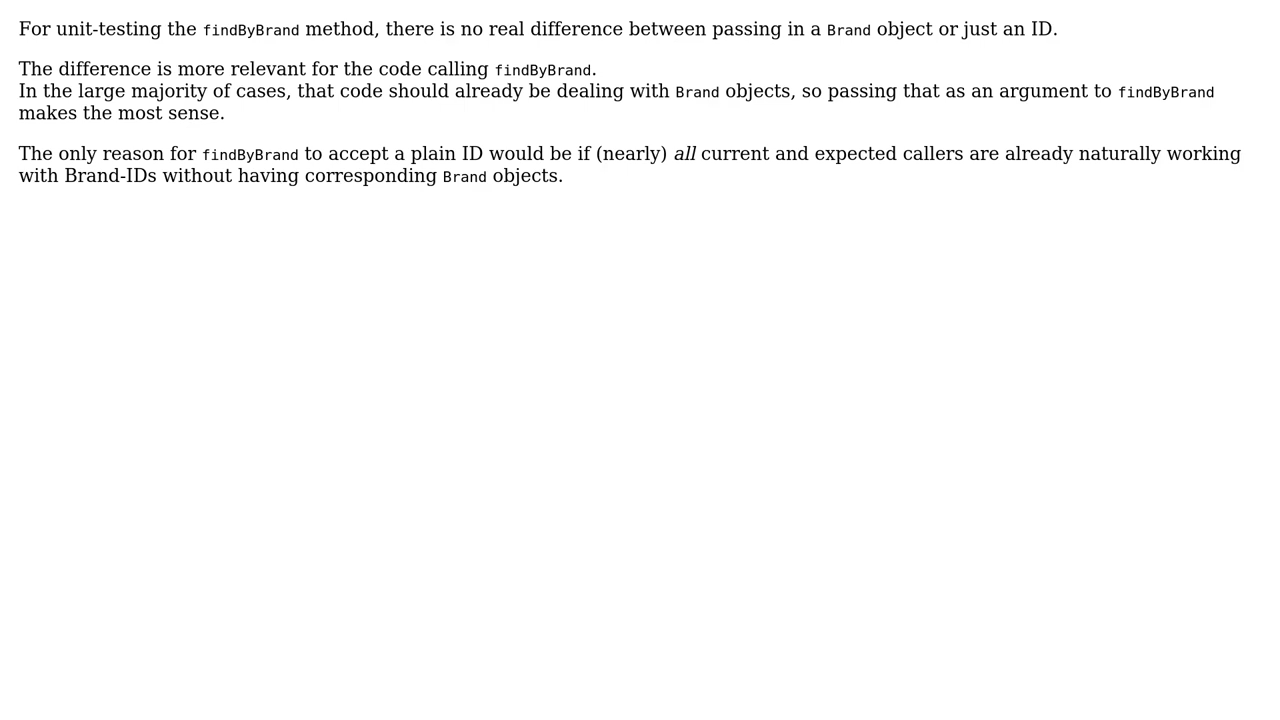 For unit-testing the findByBrand method, there is no real difference between passing in a Brand object or just an ID.
The difference is more relevant for the code calling findByBrand.
In the large majority of cases, that code should already be dealing with Brand objects, so passing that as an argument to findByBrand
makes the most sense.
The only reason for findByBrand to accept a plain ID would be if (nearly) all current and expected callers are already naturally working
with Brand-IDs without having corresponding Brand objects.